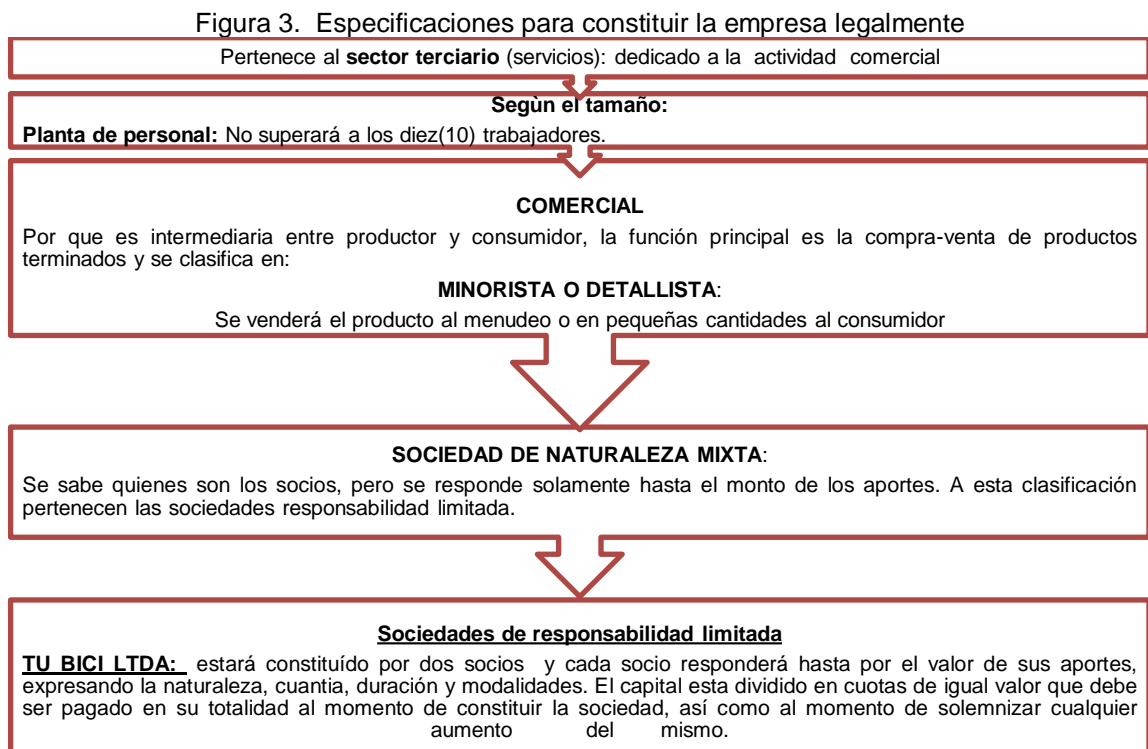 Figura 3.  Especificaciones para constituir la empresa legalmente
Pertenece al sector terciario (servicios): dedicado a la actividad comercial
Segùn el tamaño:
Planta de personal: No superará a los diez(10) trabajadores.
COMERCIAL
Por que es intermediaria entre productor y consumidor, la función principal es la compra-venta de productos
terminados y se clasifica en:
MINORISTA O DETALLISTA:
Se venderá el producto al menudeo o en pequeñas cantidades al consumidor
SOCIEDAD DE NATURALEZA MIXTA:
Se sabe quienes son los socios, pero se responde solamente hasta el monto de los aportes. A esta clasificación
pertenecen las sociedades responsabilidad limitada.
Sociedades de responsabilidad limitada
TU BICI LTDA: estará constituído por dos socios y cada socio responderá hasta por el valor de sus aportes,
expresando la naturaleza, cuantia, duración y modalidades. El capital esta dividido en cuotas de igual valor que debe
ser pagado en su totalidad al momento de constituir la sociedad, así como al momento de solemnizar cualquier
aumento del mismo.